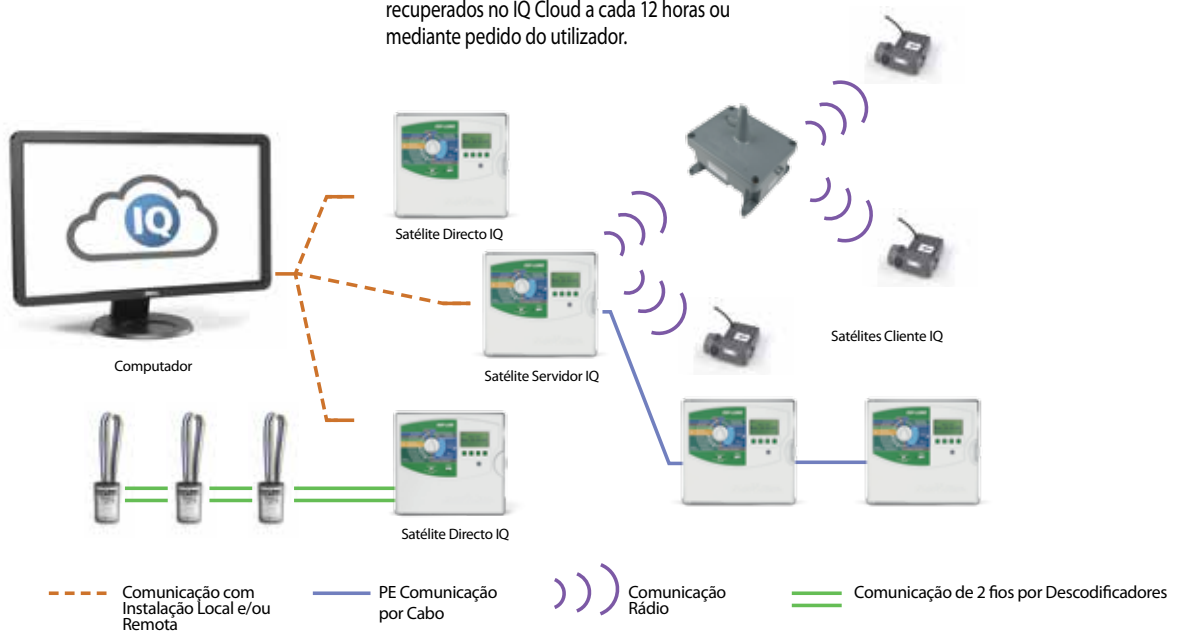 recuperados no IQ Cloud a cada 12 horas ou
mediante pedido do utilizador.
IQ
Satélite Directo IQ
Computador
Satélite Servidor IQ
Satélites Cliente IQ
Satélite Directo IQ
Comunicação com
Instalação Local e/ou
Remota
PE Comunicação
por Cabo
Comunicação
Rádio
Comunicação de 2 fios por Descodificadores